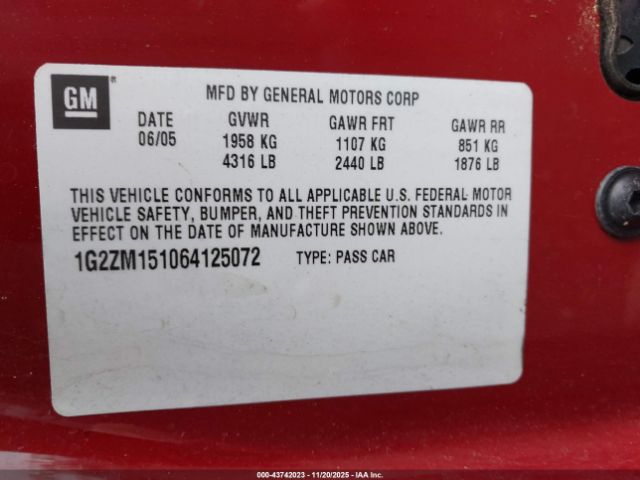 GM®
MFD BY GENERAL MOTORS CORP
DATE GVWR GAWR FRT GAWR RR
06/05 1958 KG 1107 KG 851 KG
4316 LB 2440 LB 1876 LB
THIS VEHICLE CONFORMS TO ALL APPLICABLE U.S. FEDERAL MOTOR
VEHICLE SAFETY, BUMPER, AND THEFT PREVENTION STANDARDS IN
EFFECT ON THE DATE OF MANUFACTURE SHOWN ABOVE.
1G2ZM151064125072 TYPE: PASS CAR
000-43742023 - 11/20/2025 - IAAI.COM